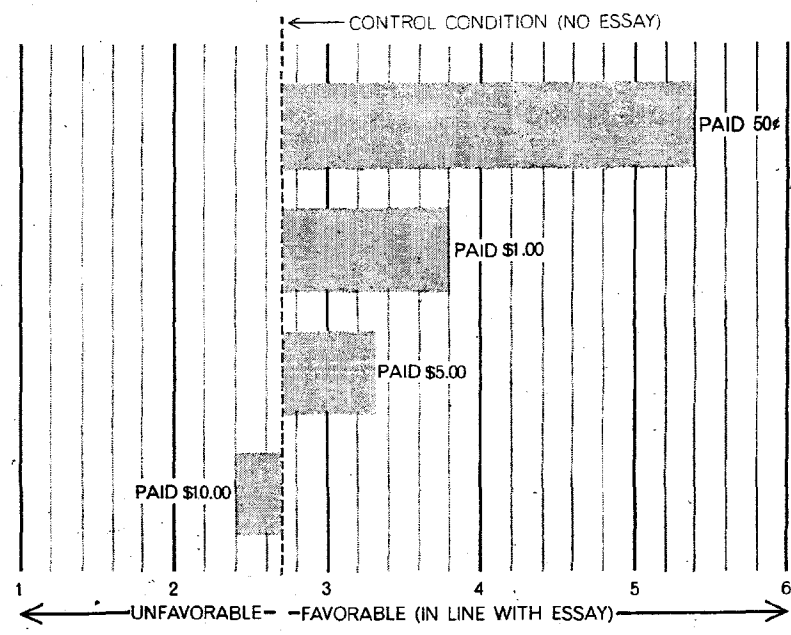 CONTROL CONDITION (NO ESSAY)
PAID 50¢
PAID $1.00
PAID $5.00
PAID $10.00
1 2 3 4 5 6
UNFAVORABLE FAVORABLE (IN LINE WITH ESSAY)